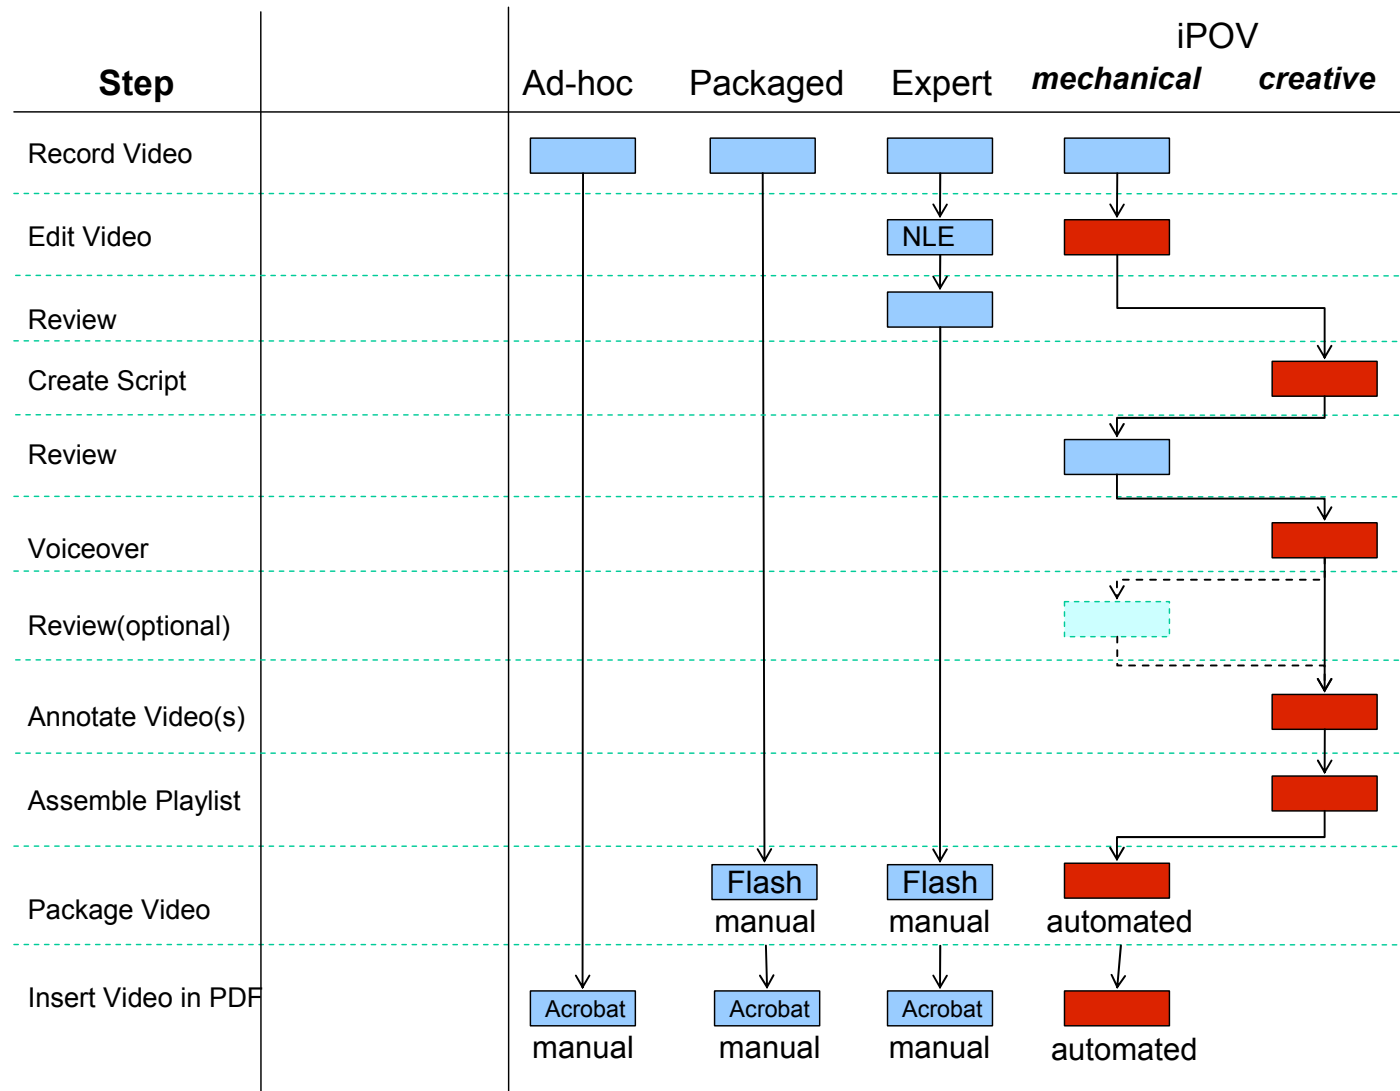 iPOV
Step Ad-hoc Packaged Expert mechanical creative
Record Video
Edit Video NLE
Review
Create Script
Review
Voiceover
Review(optional)
Annotate Video(s)
Assemble Playlist
Flash Flash
Package Video manual manual automated
Insert Video in PDF
Acrobat Acrobat Acrobat
manual manual manual automated